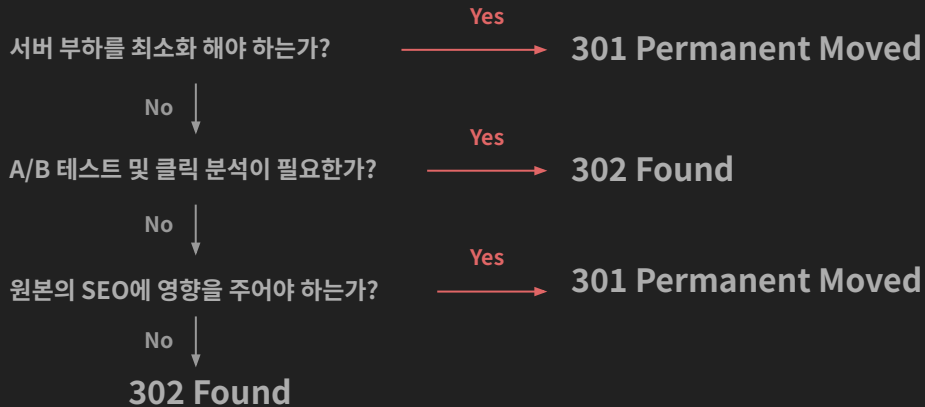 Yes
서버 부하를 최소화 해야 하는가?
301 Permanent Moved
No
Yes
A/B 테스트 및 클릭 분석이 필요한가?
302 Found
No
Yes
원본의 SEO에 영향을 주어야 하는가?
301 Permanent Moved
No
302 Found